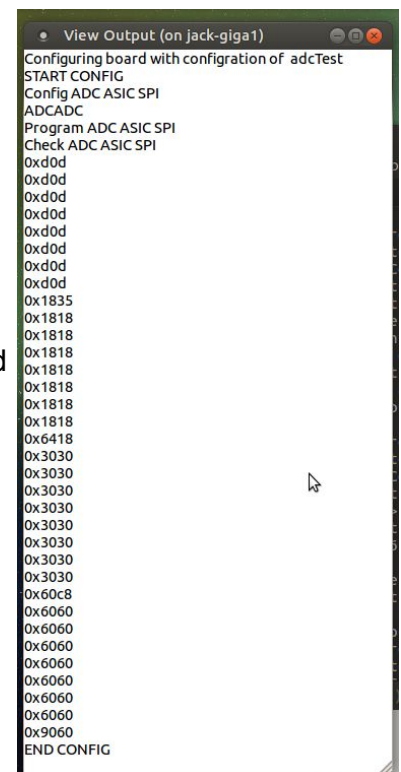 View Output (on jack-giga1)
Configuring board with configration of adcTest
START CONFIG
Config ADC ASIC SPI
ADCADC
Program ADC ASIC SPI
Check ADC ASIC SPI
0xd0d
0xd0d
0xd0d
0xd0d
0xd0d
0xd0d
0xd0d
0xd0d
0x1835
0x1818
0x1818
0x1818
0x1818
0x1818
0x1818
0x1818
0x6418
0x3030
0x3030
0x3030
0x3030
0x3030
0x3030
0x3030
0x3030
0x60c8
0x6060
0x6060
0x6060
0x6060
0x6060
0x6060
0x9060
END CONFIG